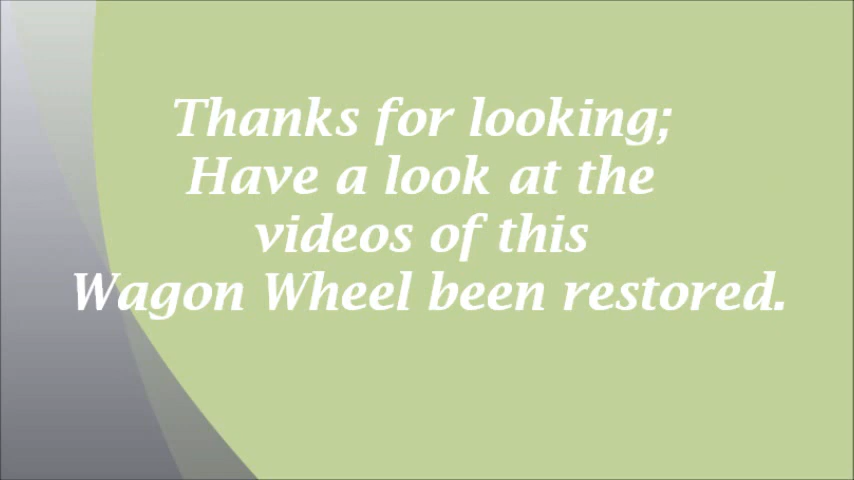 Thanks for looking;
Have a look at the
videos of this
Wagon Wheel been restored.